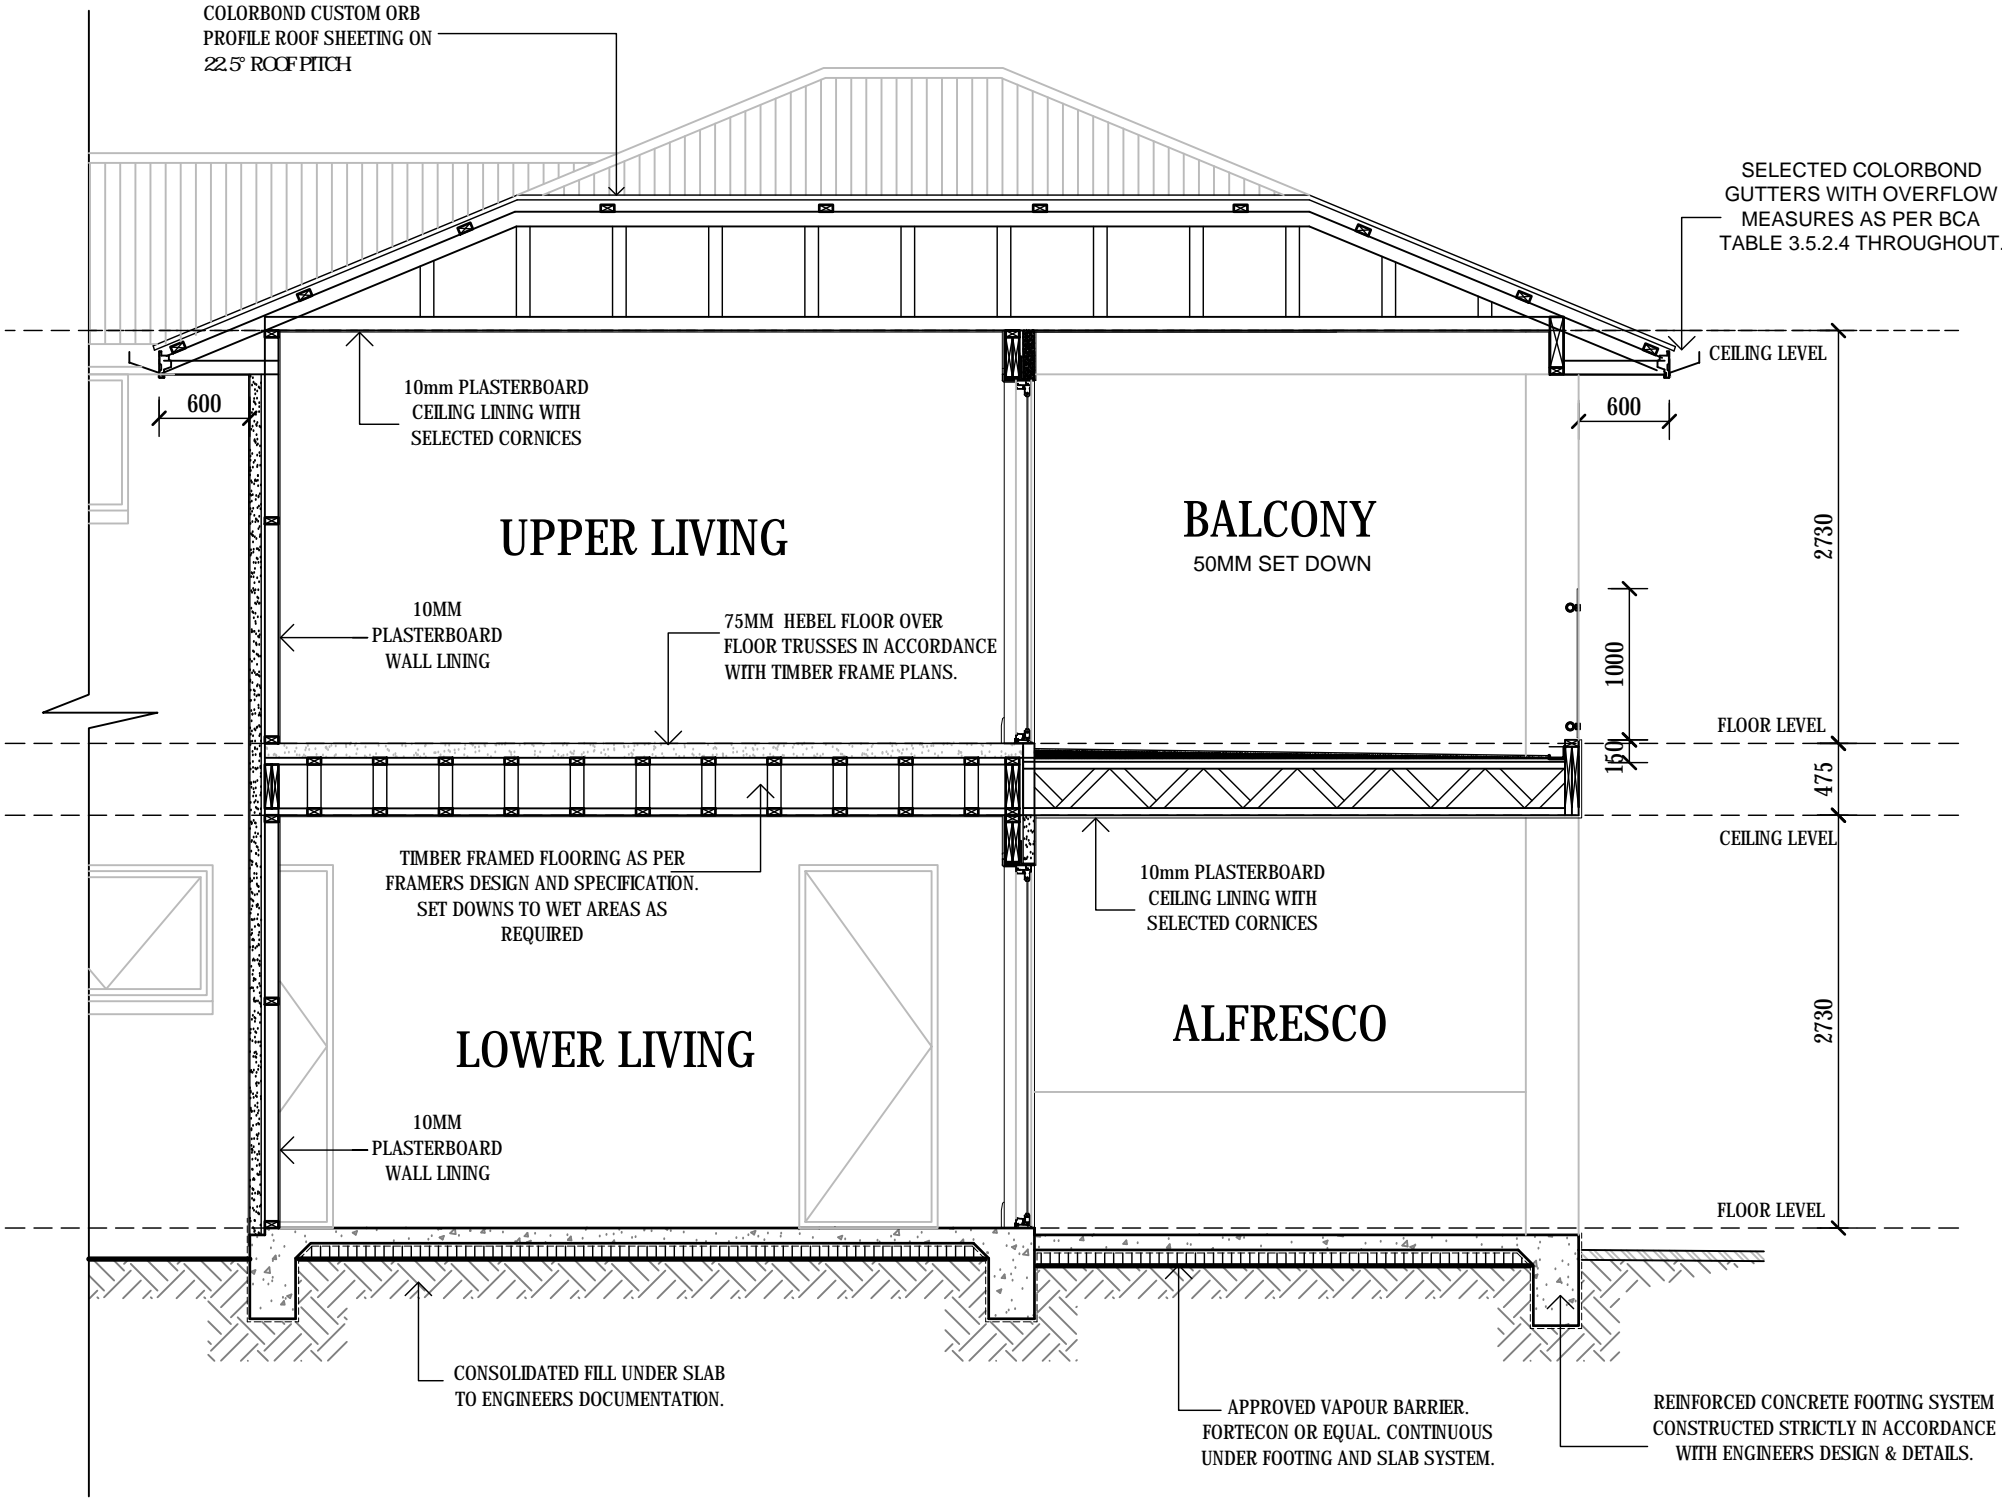 COLORBOND CUSTOM ORB
PROFILE ROOF SHEETING ON
22.5° ROOF PITCH
SELECTED COLORBOND
GUTTERS WITH OVERFLOW
MEASURES AS PER BCA
TABLE 3.5.2.4 THROUGHOUT.
CEILING LEVEL
600
10mm PLASTERBOARD
CEILING LINING WITH
SELECTED CORNICES
600
UPPER LIVING
BALCONY
50MM SET DOWN
2730
10MM
PLASTERBOARD
WALL LINING
75MM HEBEL FLOOR OVER
FLOOR TRUSSES IN ACCORDANCE
WITH TIMBER FRAME PLANS.
1000
FLOOR LEVEL
150
475
CEILING LEVEL
TIMBER FRAMED FLOORING AS PER
FRAMERS DESIGN AND SPECIFICATION.
SET DOWNS TO WET AREAS AS
REQUIRED
10mm PLASTERBOARD
CEILING LINING WITH
SELECTED CORNICES
LOWER LIVING
ALFRESCO
2730
10MM
PLASTERBOARD
WALL LINING
FLOOR LEVEL
CONSOLIDATED FILL UNDER SLAB
TO ENGINEERS DOCUMENTATION.
APPROVED VAPOUR BARRIER.
FORTECON OR EQUAL. CONTINUOUS
UNDER FOOTING AND SLAB SYSTEM.
REINFORCED CONCRETE FOOTING SYSTEM
CONSTRUCTED STRICTLY IN ACCORDANCE
WITH ENGINEERS DESIGN & DETAILS.